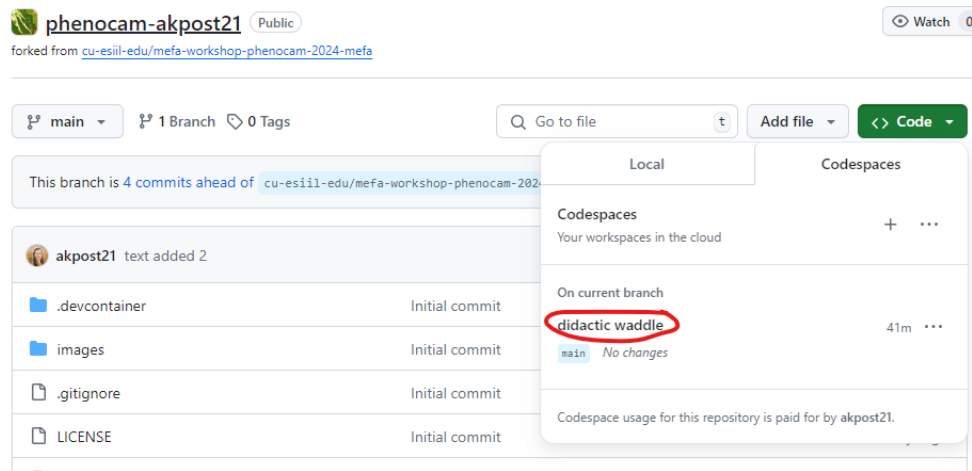 phenocam-akpost21 Public
Watch 0
forked from cu-esiil-edu/mefa-workshop-phenocam-2024-mefa
main 1 Branch 0 Tags
Go to file t
Add file
<> Code
Local Codespaces
This branch is 4 commits ahead of cu-esiil-edu/mefa-workshop-phenocam-202
Codespaces
Your workspaces in the cloud
akpost21 text added 2
On current branch
.devcontainer Initial commit
didactic waddle 41m
main No changes
images Initial commit
.gitignore Initial commit
Codespace usage for this repository is paid for by akpost21.
LICENSE Initial commit